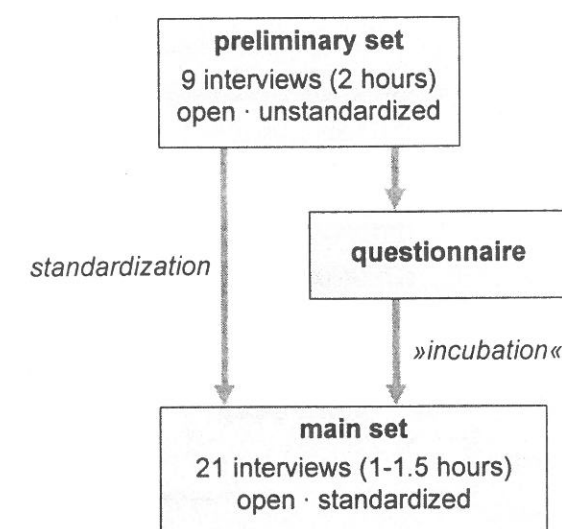 preliminary set
9 interviews (2 hours)
open · unstandardized
standardization
questionnaire
»incubation«
main set
21 interviews (1-1.5 hours)
open · standardized